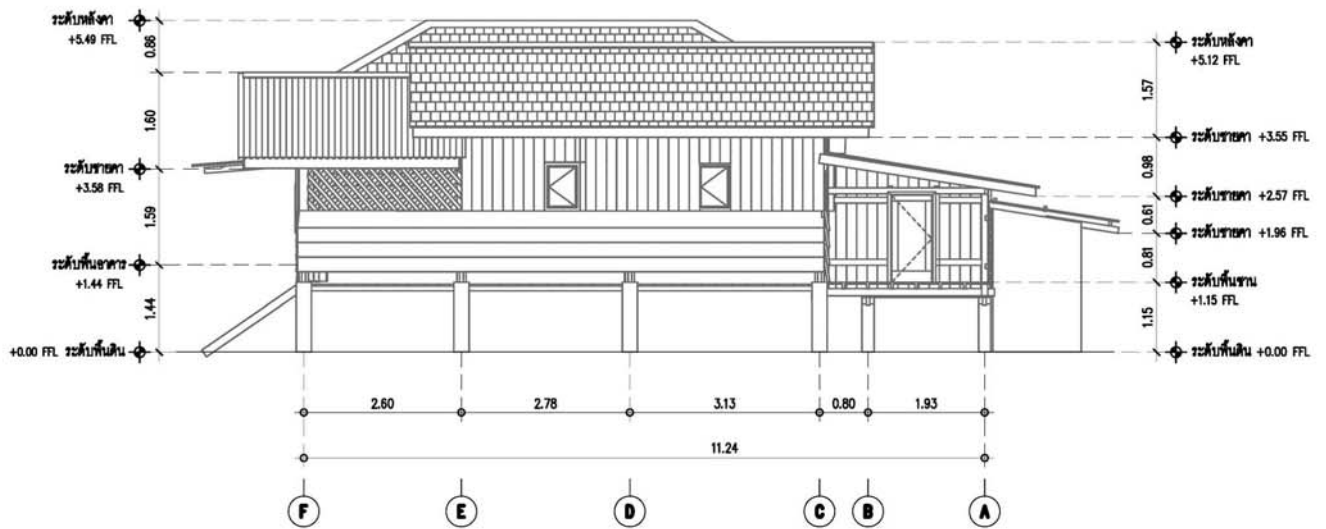 ระดับหลังคา
+5.49 FFL
0.86
1.60
ระดับชายคา
+3.58 FFL
1.59
ระดับพื้นอาคาร
+1.44 FFL
1.44
+0.00 FFL ระดับพื้นดิน
ระดับหลังคา
+5.12 FFL
1.57
ระดับชายคา +3.55 FFL
0.98
ระดับชายคา +2.57 FFL
0.61
ระดับชายคา +1.96 FFL
0.81
ระดับพื้นชาน
+1.15 FFL
1.15
ระดับพื้นดิน +0.00 FFL
2.60 2.78 3.13 0.80 1.93
11.24
F E D C B A